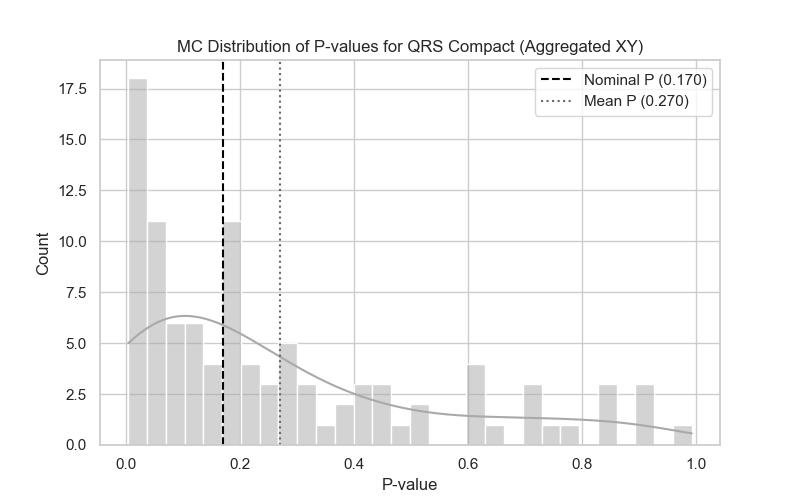 MC Distribution of P-values for QRS Compact (Aggregated XY)
Nominal P (0.170)
Mean P (0.270)
Count
17.5
15.0
12.5
10.0
7.5
5.0
2.5
0.0
0.0 0.2 0.4 0.6 0.8 1.0
P-value